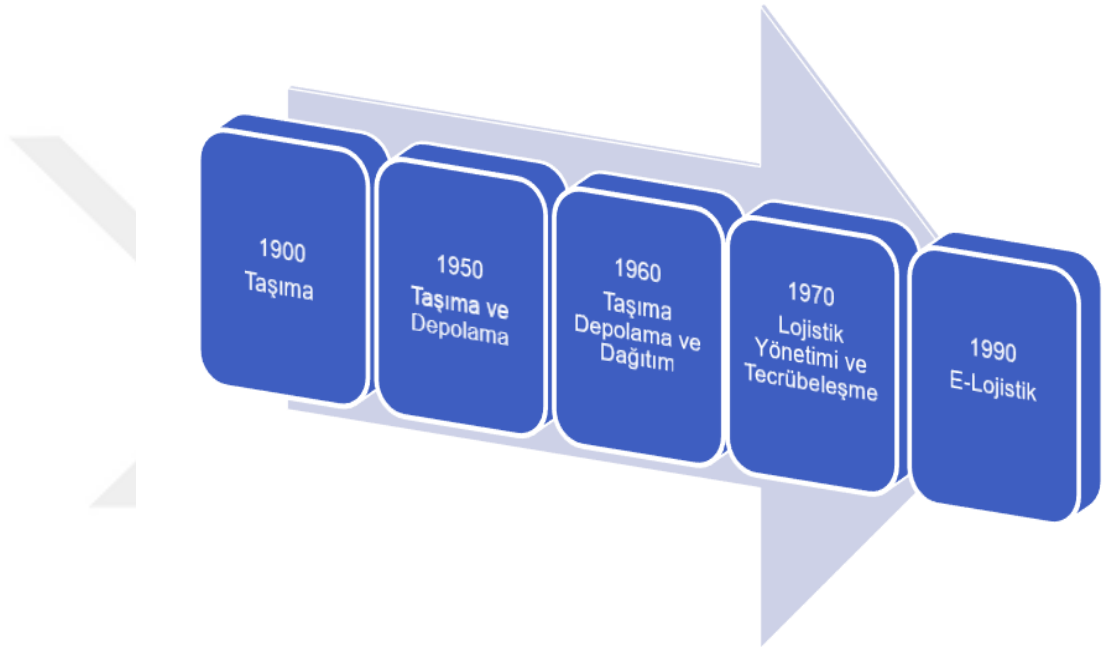 1900
Taşıma
1950
Taşıma ve
Depolama
1960
Taşıma
Depolama ve
Dağıtım
1970
Lojistik
Yönetimi ve
Tecrübeleşme
1990
E-Lojistik